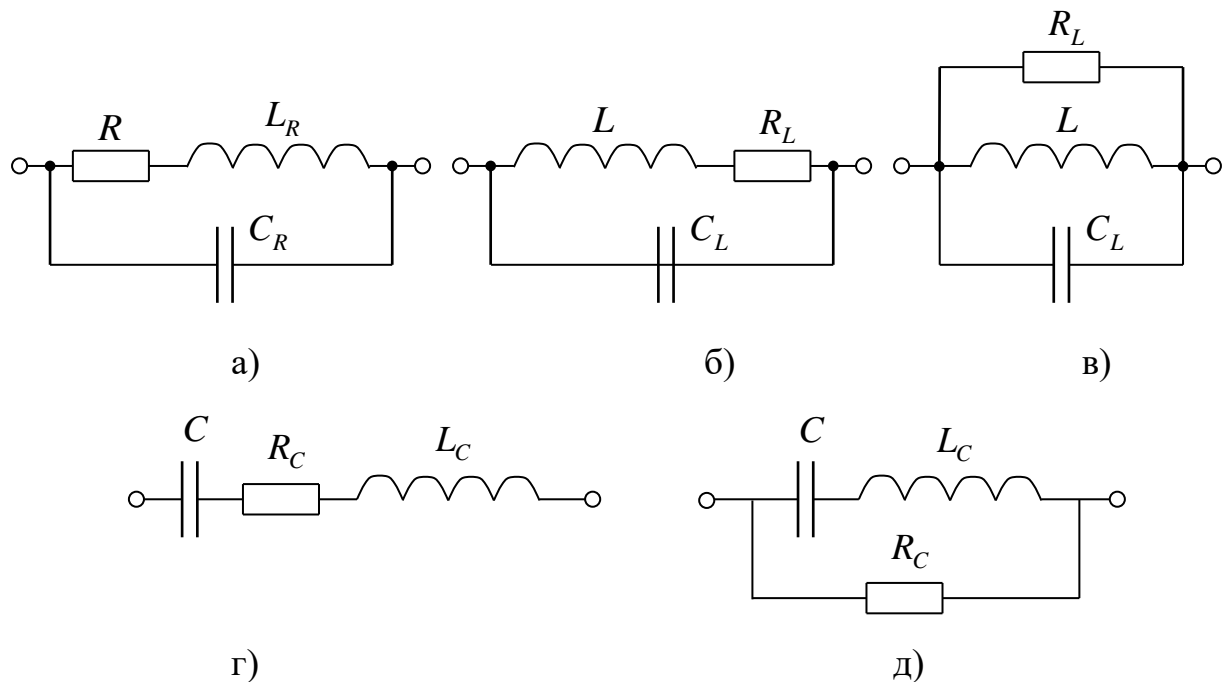 R_L
R L_R L R_L L
C_R C_L C_L
а) б) в)
C R_C L_C C L_C
R_C
г) д)